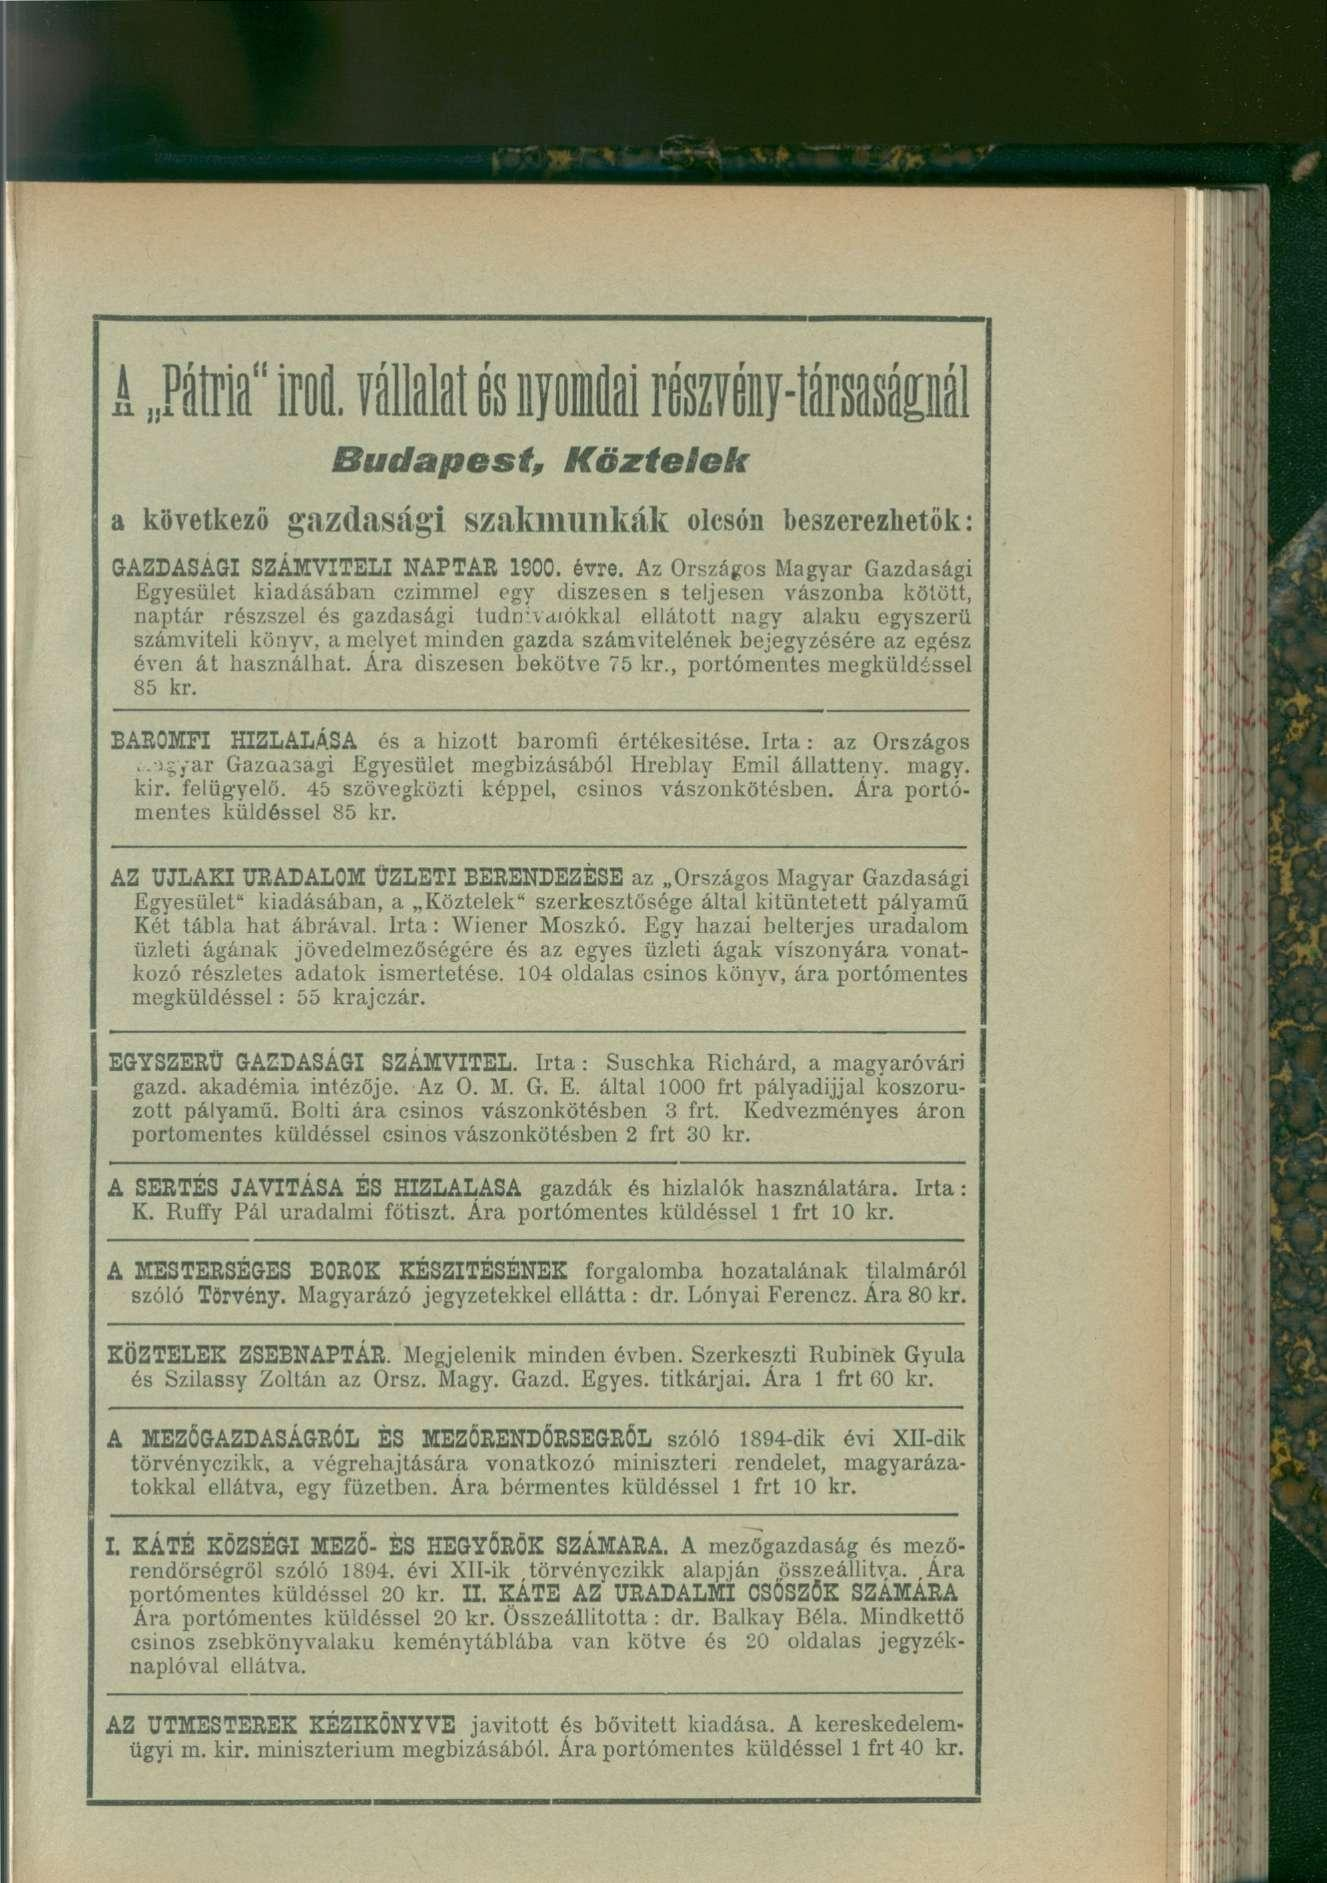 A „Pátria“ irod. vállalat és nyomdai részvény-társaságnál
Budapest, Köztelek
a következő gazdasági szakmunkák olcsón beszerezhetők:
GAZDASÁGI SZÁMVITELI NAPTAR 1900. évre. Az Országos Magyar Gazdasági
Egyesület kiadásában czimmel egy diszesen s teljesen vászonba kötött,
naptár részszel és gazdasági tudnivalókkal ellátott nagy alaku egyszerü
számviteli könyv, a melyet minden gazda számvitelének bejegyzésére az egész
éven át használhat. Ára diszesen bekötve 75 kr., portómentes megküldéssel
85 kr.
BAROMFI HIZLALÁSA és a hizott baromfi értékesitése. Irta : az Országos
Gazdasági Egyesület megbizásából Hreblay Emil állatteny. magy.
kir. felügyelő. 45 szövegközti képpel, csinos vászonkötésben. Ára portó-
mentes küldéssel 85 kr.
AZ UJLAKI URADALOM ÜZLETI BERENDEZÈSE az „Országos Magyar Gazdasági
Egyesület“ kiadásában, a „Köztelek“ szerkesztősége által kitüntetett pályamű
Két tábla hat ábrával. Irta : Wiener Moszkó. Egy hazai belterjes uradalom
üzleti ágának jövedelmezőségére és az egyes üzleti ágak viszonyára vonat-
kozó részletes adatok ismertetése. 104 oldalas csinos könyv, ára portómentes
megküldéssel : 55 krajczár.
EGYSZERÜ GAZDASÁGI SZÁMVITEL. Irta : Suschka Richárd, a magyaróvári
gazd. akadémia intézője. Az O. M. G. E. által 1000 frt pályadijjal koszoru-
zott pályamű. Bolti ára csinos vászonkötésben 3 frt. Kedvezményes áron
portomentes küldéssel csinos vászonkötésben 2 frt 30 kr.
A SERTÉS JAVITÁSA ÉS HIZLALASA gazdák és hizlalók használatára. Irta :
K. Ruffy Pál uradalmi főtiszt. Ára portómentes küldéssel 1 frt 10 kr.
A MESTERSÉGES BOROK KÉSZITÉSÉNEK forgalomba hozatalának tilalmáról
szóló Törvény. Magyarázó jegyzetekkel ellátta : dr. Lónyai Ferencz. Ára 80 kr.
KÖZTELEK ZSEBNAPTÁR. Megjelenik minden évben. Szerkeszti Rubinek Gyula
és Szilassy Zoltán az Orsz. Magy. Gazd. Egyes. titkárjai. Ára 1 frt 60 kr.
A MEZŐGAZDASÁGRÓL ÈS MEZŐRENDŐRSEGRŐL szóló 1894-dik évi XII-dik
törvényczikk, a végrehajtására vonatkozó miniszteri rendelet, magyaráza-
tokkal ellátva, egy füzetben. Ára bérmentes küldéssel 1 frt 10 kr.
I. KÁTÉ KÖZSÉGI MEZŐ- ÈS HEGYŐRÖK SZÁMARA. A mezőgazdaság és mező-
rendőrségről szóló 1894. évi XII-ik törvényczikk alapján összeállitva. Ára
portómentes küldéssel 20 kr. II. KÁTE AZ URADALMI CSŐSZÖK SZÁMÁRA
Ára portómentes küldéssel 20 kr. Összeállitotta : dr. Balkay Béla. Mindkettő
csinos zsebkönyvalaku keménytáblába van kötve és 20 oldalas jegyzék-
naplóval ellátva.
AZ UTMESTEREK KÉZIKÖNYVE javitott és bővitett kiadása. A kereskedelem-
ügyi m. kir. miniszterium megbizásából. Ára portómentes küldéssel 1 frt 40 kr.